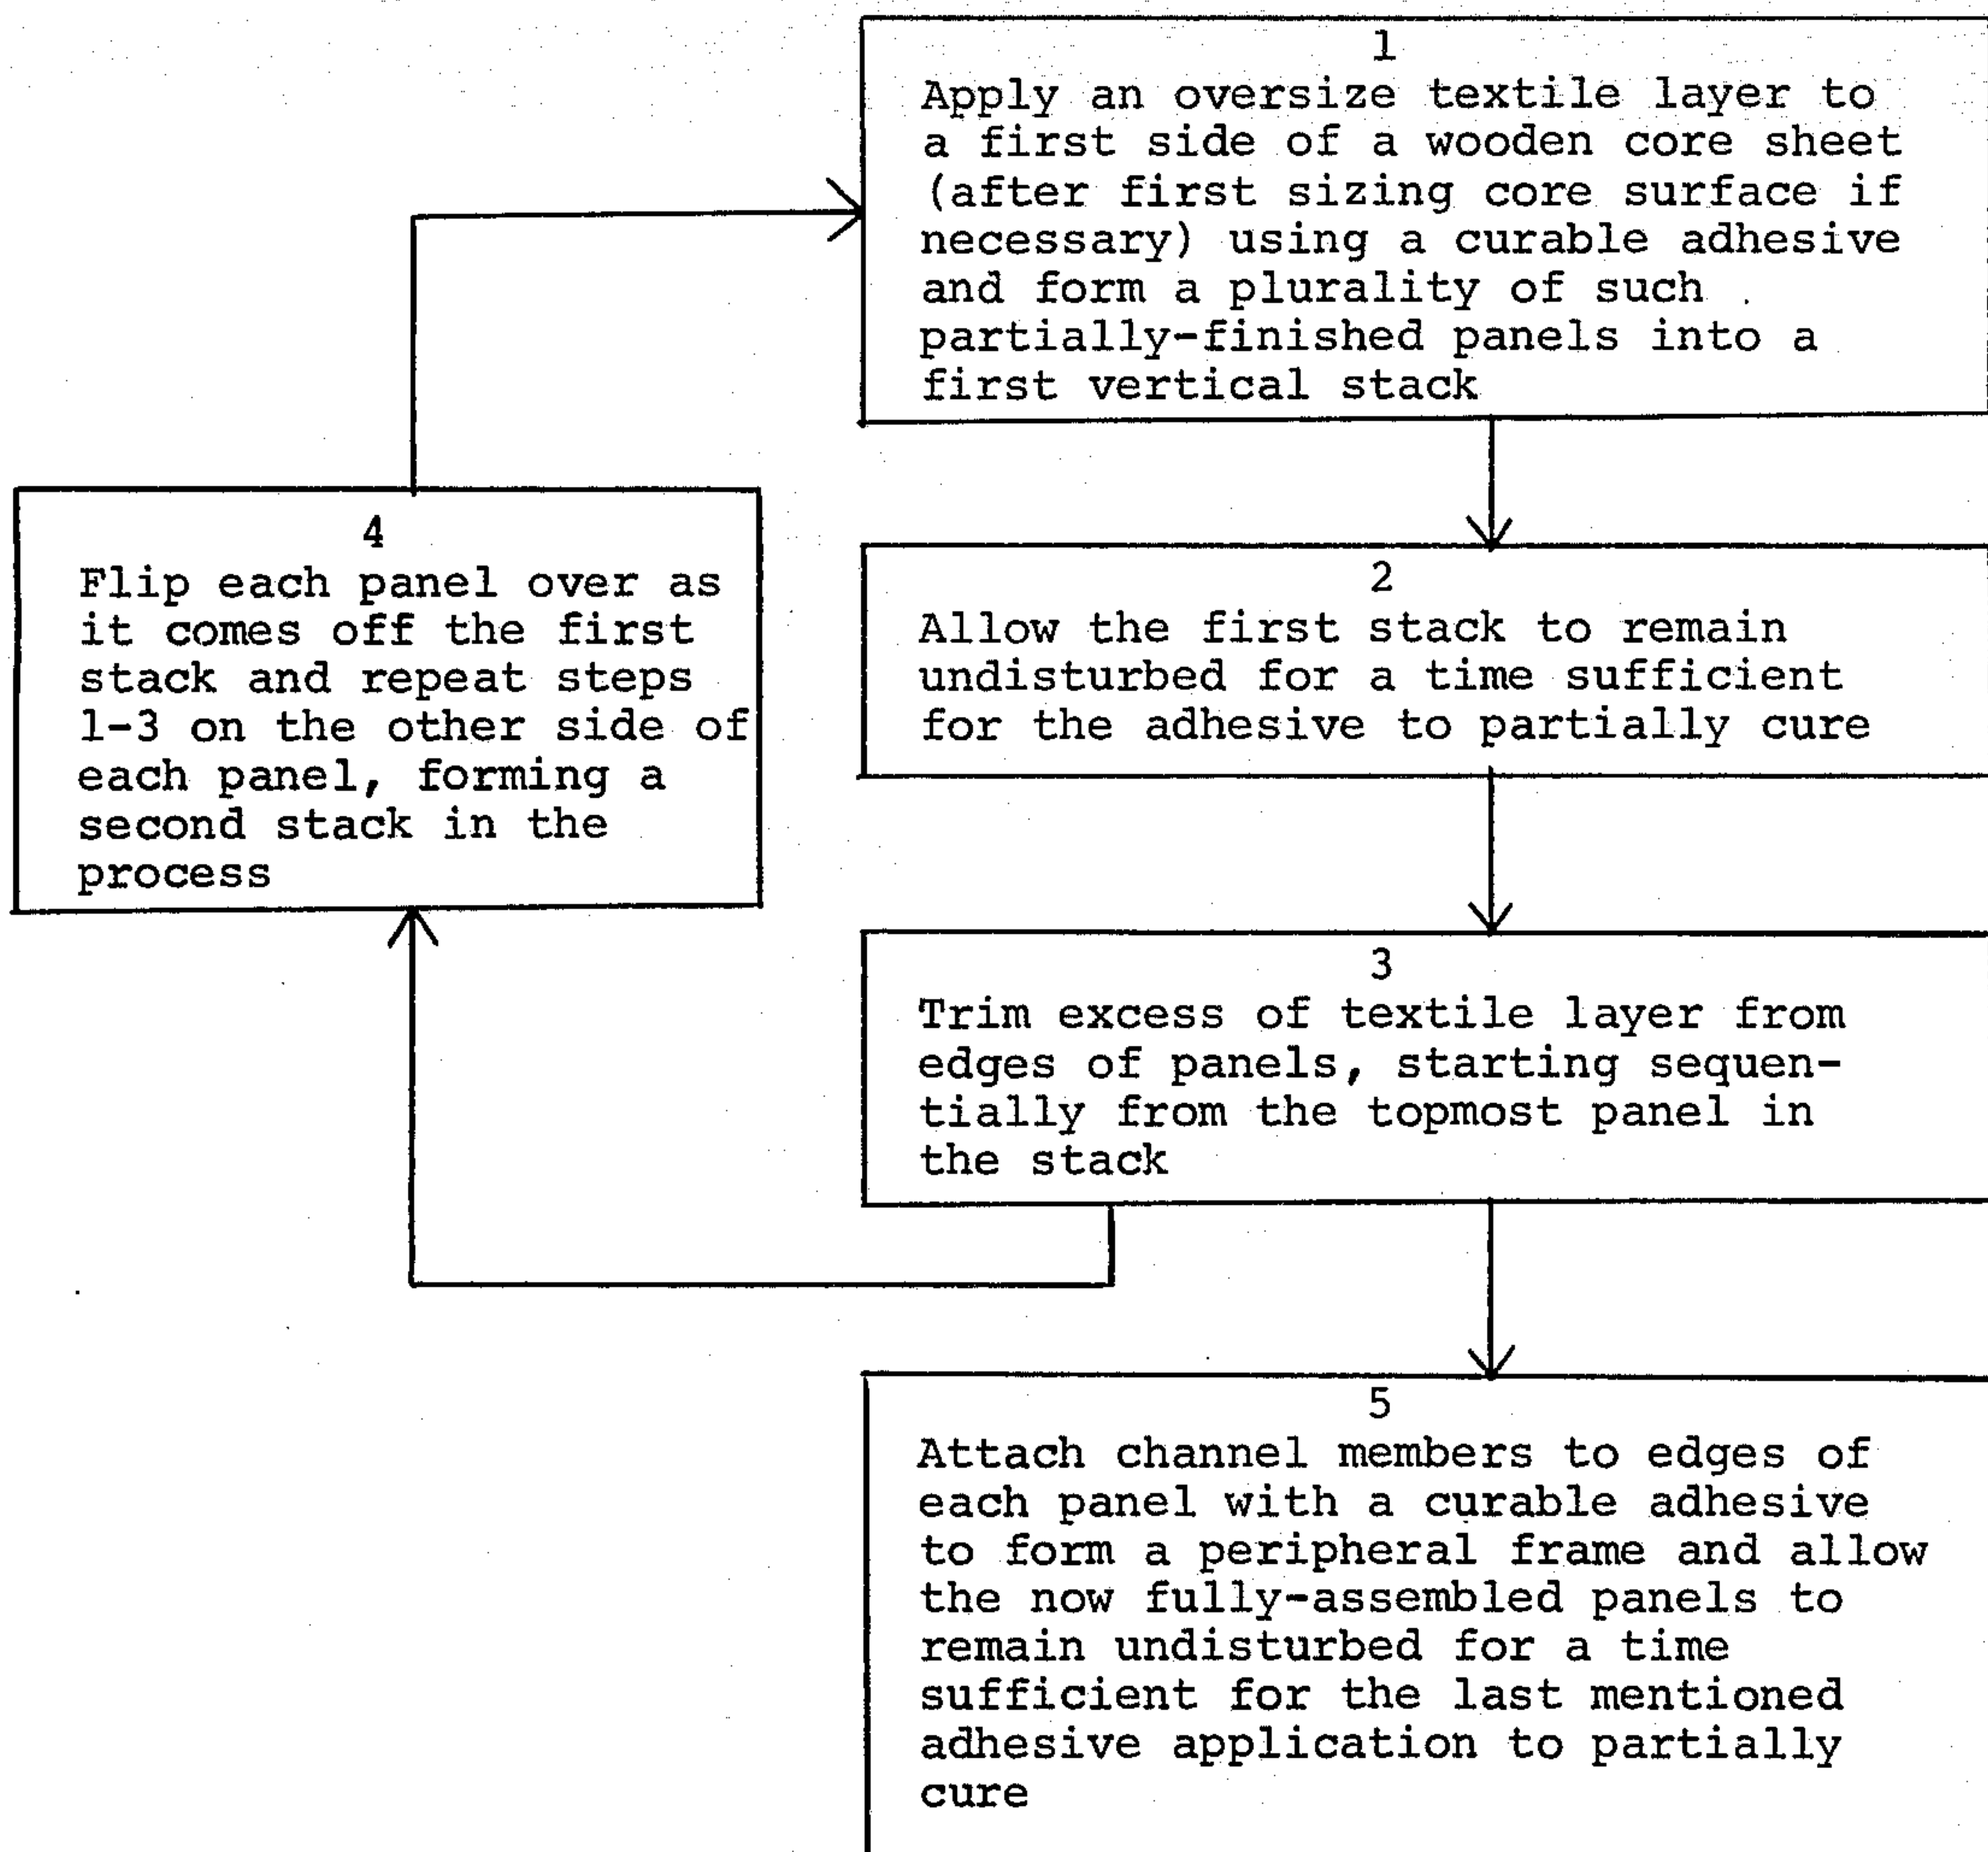 1
Apply an oversize textile layer to
a first side of a wooden core sheet
(after first sizing core surface if
necessary) using a curable adhesive
and form a plurality of such
partially-finished panels into a
first vertical stack
4
Flip each panel over as
it comes off the first
stack and repeat steps
1-3 on the other side of
each panel, forming a
second stack in the
process
2
Allow the first stack to remain
undisturbed for a time sufficient
for the adhesive to partially cure
3
Trim excess of textile layer from
edges of panels, starting sequen-
tially from the topmost panel in
the stack
5
Attach channel members to edges of
each panel with a curable adhesive
to form a peripheral frame and allow
the now fully-assembled panels to
remain undisturbed for a time
sufficient for the last mentioned
adhesive application to partially
cure